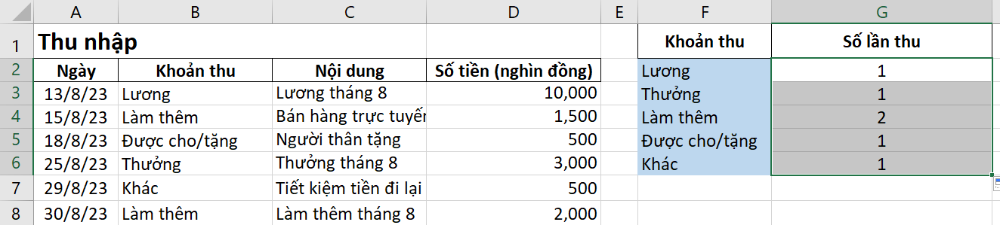 A B C D E F G
1 Thu nhập Khoản thu Số lần thu
2 Ngày Khoản thu Nội dung Số tiền (nghìn đồng) Lương 1
3 13/8/23 Lương Lương tháng 8 10,000 Thưởng 1
4 15/8/23 Làm thêm Bán hàng trực tuyến 1,500 Làm thêm 2
5 18/8/23 Được cho/tặng Người thân tặng 500 Được cho/tặng 1
6 25/8/23 Thưởng Thưởng tháng 8 3,000 Khác 1
7 29/8/23 Khác Tiết kiệm tiền đi lại 500
8 30/8/23 Làm thêm Làm thêm tháng 8 2,000